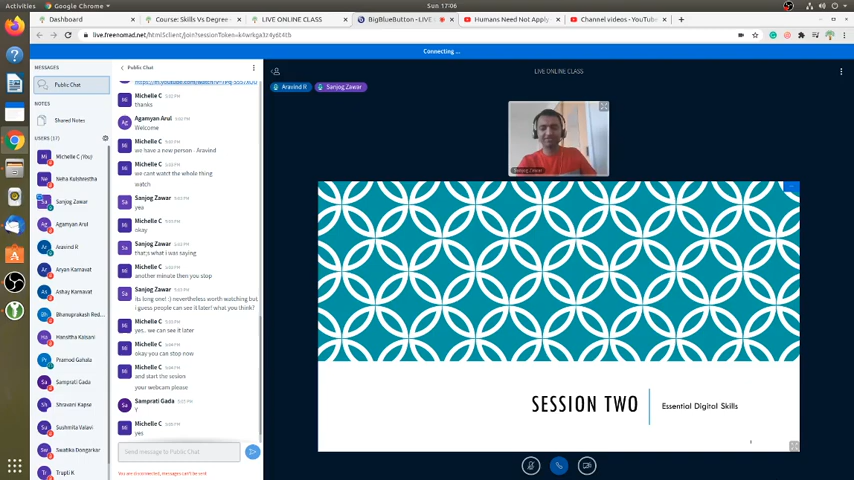 Activities
Google Chrome
Sun 17:06
Dashboard
Course: Skills Vs Degree
LIVE ONLINE CLASS
BigBlueButton - LIVE
Humans Need Not Apply
Channel videos - YouTube
Connecting ...
MESSAGES
Public Chat
NOTES
Shared Notes
USERS (17)
Michelle C (You)
Neha Kulshrestha
Sanjog Zawar
Agamyan Arul
Aravind R
Aryan Karnavat
Ashay Karnavat
Bhanuprakash Red...
Pramod Gahala
Samprati Gada
Shravani Kapse
Sushmita Valavi
Swatika Dongarkar
Trupti K
Public Chat
Michelle C
thanks
Agamyan Arul
Welcome
Michelle C
we have a new person - Aravind
Michelle C
we cant watct the whole thing
watch
Sanjog Zawar
yea
Michelle C
okay
Sanjog Zawar
that;s what i was saying
Michelle C
another minute then you stop
Sanjog Zawar
its long one! :) nevertheless worth watching but
i guess people can see it later! what you think?
Michelle C
yes.. we can see it later
Michelle C
okay you can stop now
Michelle C
and start the sesion
your webcam please
Samprati Gada
Y
Michelle C
yes
Send message to Public Chat
You are disconnected, messages can't be sent
LIVE ONLINE CLASS
Aravind R
Sanjog Zawar
Sanjog Zawar
SESSION TWO
Essential Digital Skills